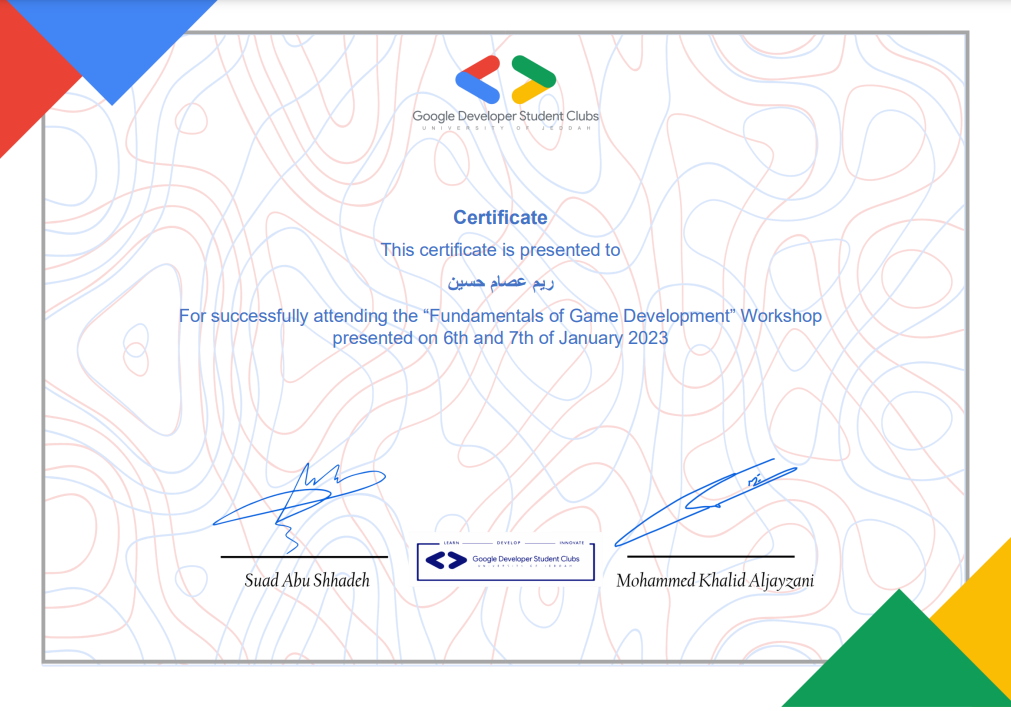 Google Developer Student Clubs
UNIVERSITY OF JEDDAH
Certificate
This certificate is presented to
ريم عصام حسين
For successfully attending the “Fundamentals of Game Development” Workshop
presented on 6th and 7th of January 2023
LEARN DEVELOP INNOVATE
Google Developer Student Clubs
UNIVERSITY OF JEDDAH
Suad Abu Shhadeh
Mohammed Khalid Aljayzani